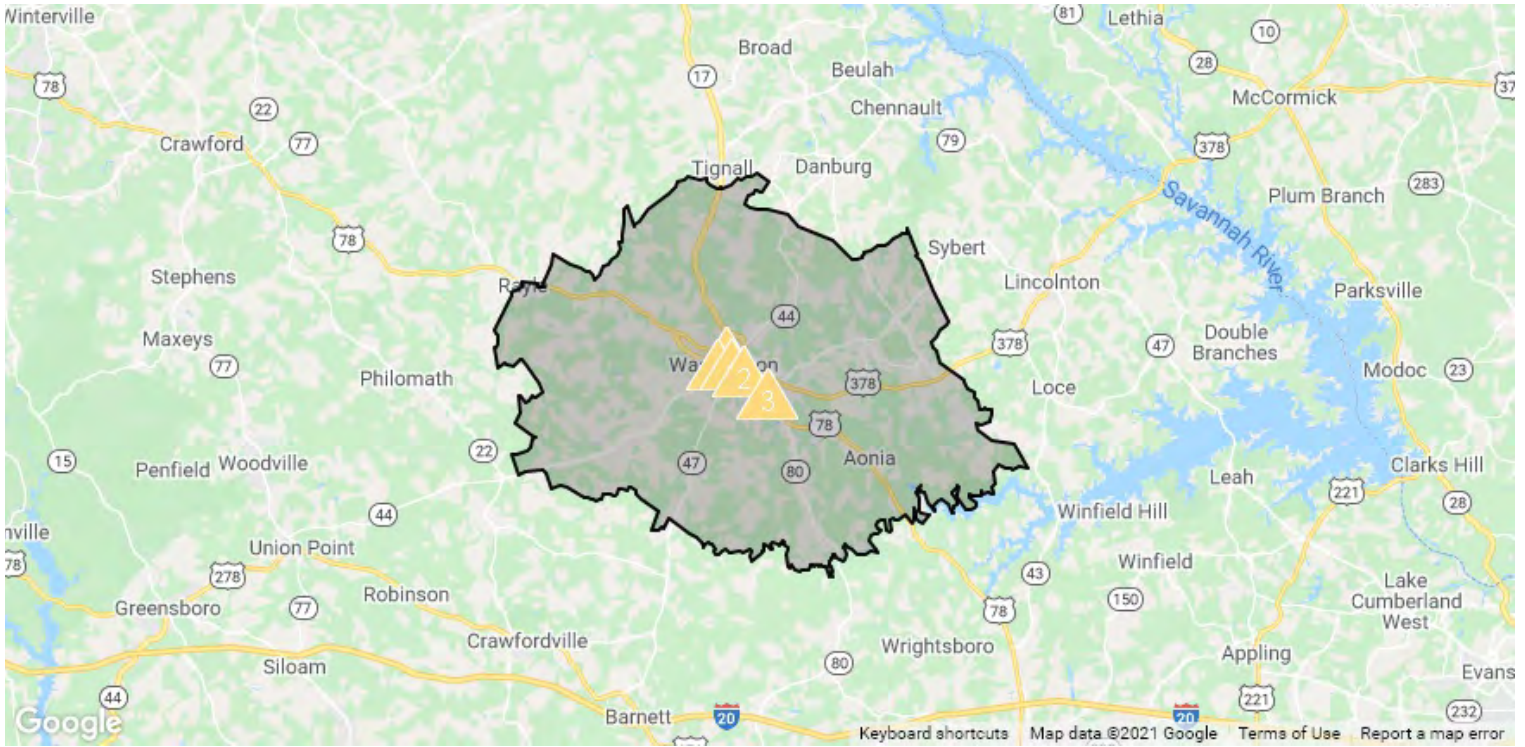 Winterville
81
Lethia
10
Broad
17
Beulah
28
78
McCormick
22
Chennault
Crawford
77
79
378
Tignall
Danburg
Plum Branch
283
Savannah River
78
Sybert
Stephens
Lincolnton
Rayle
Parksville
44
Double
Branches
Maxeys
378
47
77
Philomath
2
378
Loce
Modoc
23
3
78
22
Aonia
15
Penfield
Woodville
47
80
Leah
Clarks Hill
221
28
44
Winfield Hill
Union Point
Winfield
78
278
43
Lake
Cumberland
West
Greensboro
77
Robinson
150
78
Crawfordville
Wrightsboro
Siloam
80
Appling
Evans
44
221
Barnett
20
20
232
Google
Keyboard shortcuts
Map data ©2021 Google
Terms of Use
Report a map error